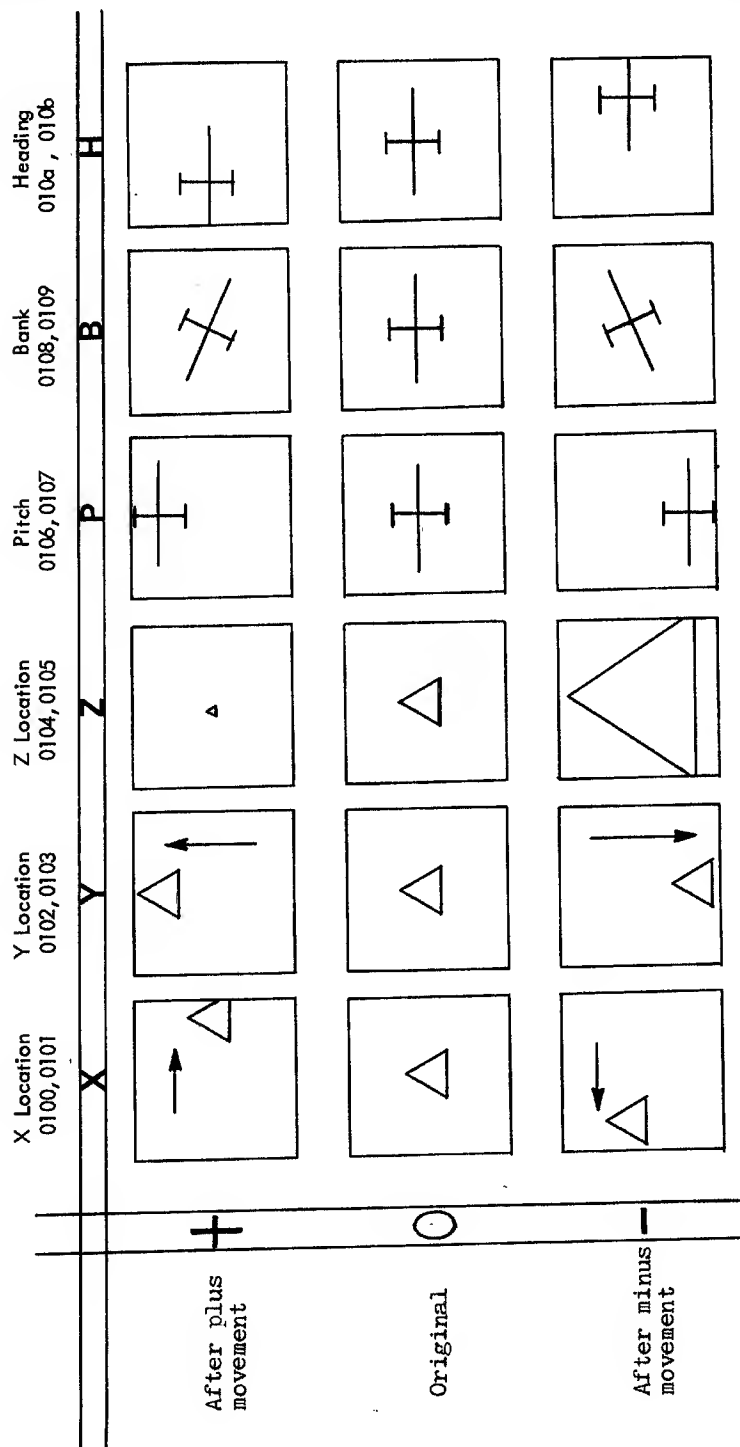 X Location
0100, 0101
X
Y Location
0102, 0103
Y
Z Location
0104, 0105
Z
Pitch
0106, 0107
P
Bank
0108, 0109
B
Heading
010a, 010b
H
After plus
movement
+
Original
O
After minus
movement
-